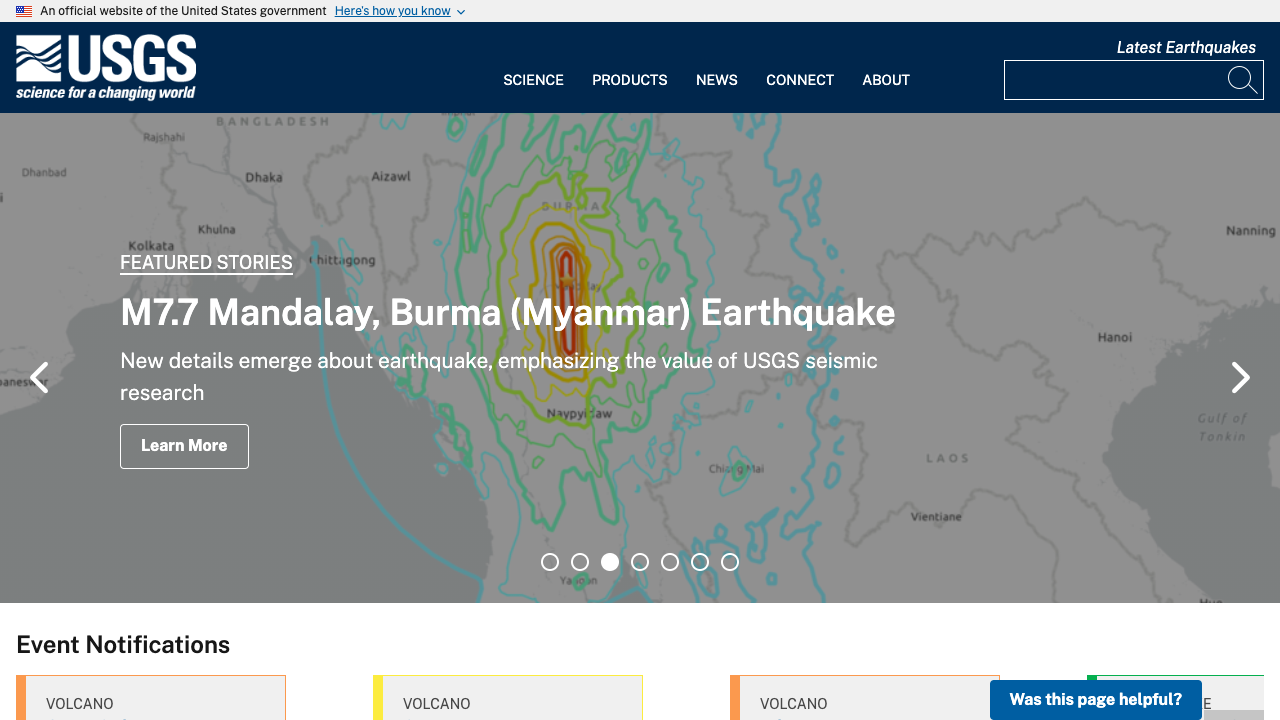 An official website of the United States government Here's how you know
USGS
science for a changing world
SCIENCE PRODUCTS NEWS CONNECT ABOUT
Latest Earthquakes
BANGLADESH
Rajshahi
Dhanbad
Dhaka
Aizawl
BURMA
Khulna
Kolkata
Chittagong
Nanning
FEATURED STORIES
M7.7 Mandalay, Burma (Myanmar) Earthquake
New details emerge about earthquake, emphasizing the value of USGS seismic
research
Hanoi
Naypyidaw
Gulf of
Tonkin
Learn More
LAOS
Chiang Mai
Vientiane
Yangon
Event Notifications
VOLCANO
VOLCANO
VOLCANO
Was this page helpful?